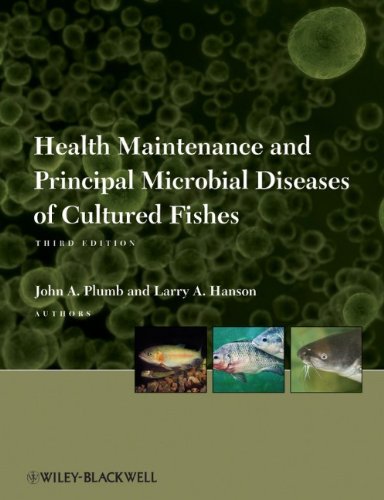 Health Maintenance and
Principal Microbial Diseases
of Cultured Fishes
THIRD EDITION
John A. Plumb and Larry A. Hanson
AUTHORS
WILEY-BLACKWELL